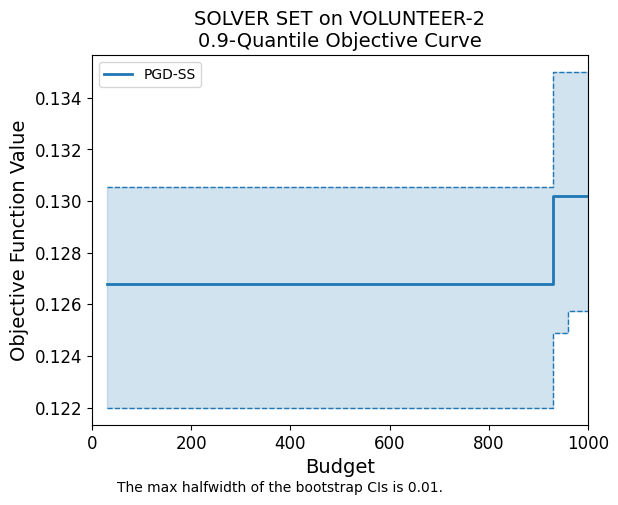 SOLVER SET on VOLUNTEER-2
0.9-Quantile Objective Curve
PGD-SS
Objective Function Value
0.134
0.132
0.130
0.128
0.126
0.124
0.122
0
200
400
600
800
1000
Budget
The max halfwidth of the bootstrap CIs is 0.01.